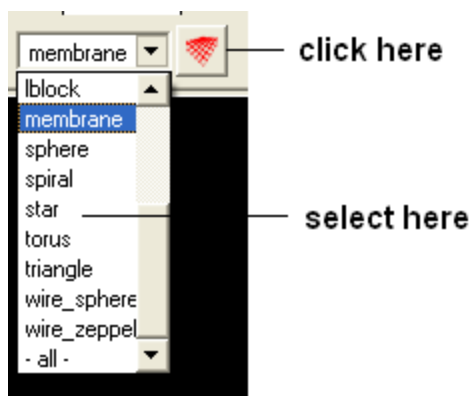 membrane
click here
lblock
membrane
sphere
spiral
star
select here
torus
triangle
wire_sphere
wire_zeppel
- all -